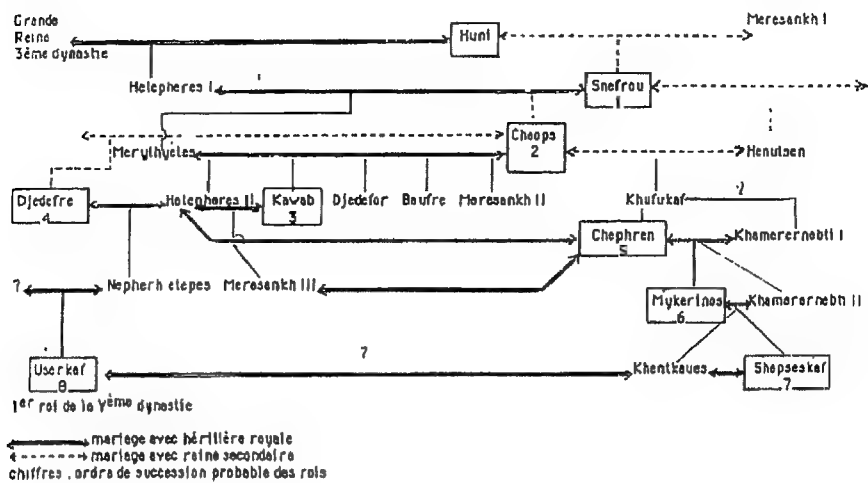 Grande
Reine
3ème dynastie
Huni
Meresankh I
Hetepheres I
Snefrou
1
Cheops
2
Merythyetes
Henutsen
Djedefre
4
Hotepheres II
Kawab
3
Djedefor
Baufre
Meresankh II
Khufukaf
?
Chephren
5
Khamerernebti I
?
Nepherhetepes
Meresankh III
Mykerinos
6
Khamerernebti II
Userkaf
8
?
Khentkaues
Shepseskaf
7
1er roi de la Vème dynastie
mariage avec héritière royale
mariage avec reine secondaire
chiffres . ordre de succession probable des rois